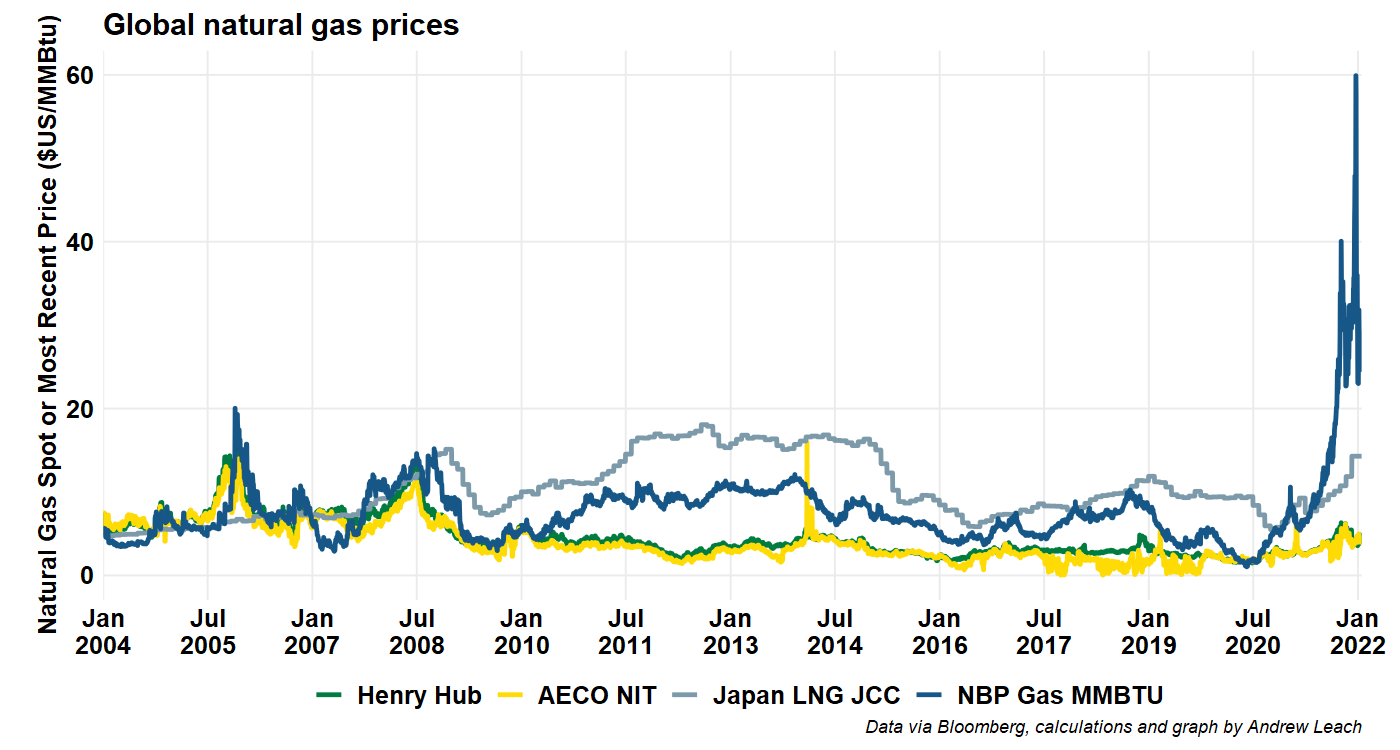 Global natural gas prices
Natural Gas Spot or Most Recent Price ($US/MMBtu)
60
40
20
0
Jan Jul Jan Jul Jan Jul Jan Jul Jan Jul Jan Jul Jan
2004 2005 2007 2008 2010 2011 2013 2014 2016 2017 2019 2020 2022
Henry Hub AECO NIT Japan LNG JCC NBP Gas MMBTU
Data via Bloomberg, calculations and graph by Andrew Leach